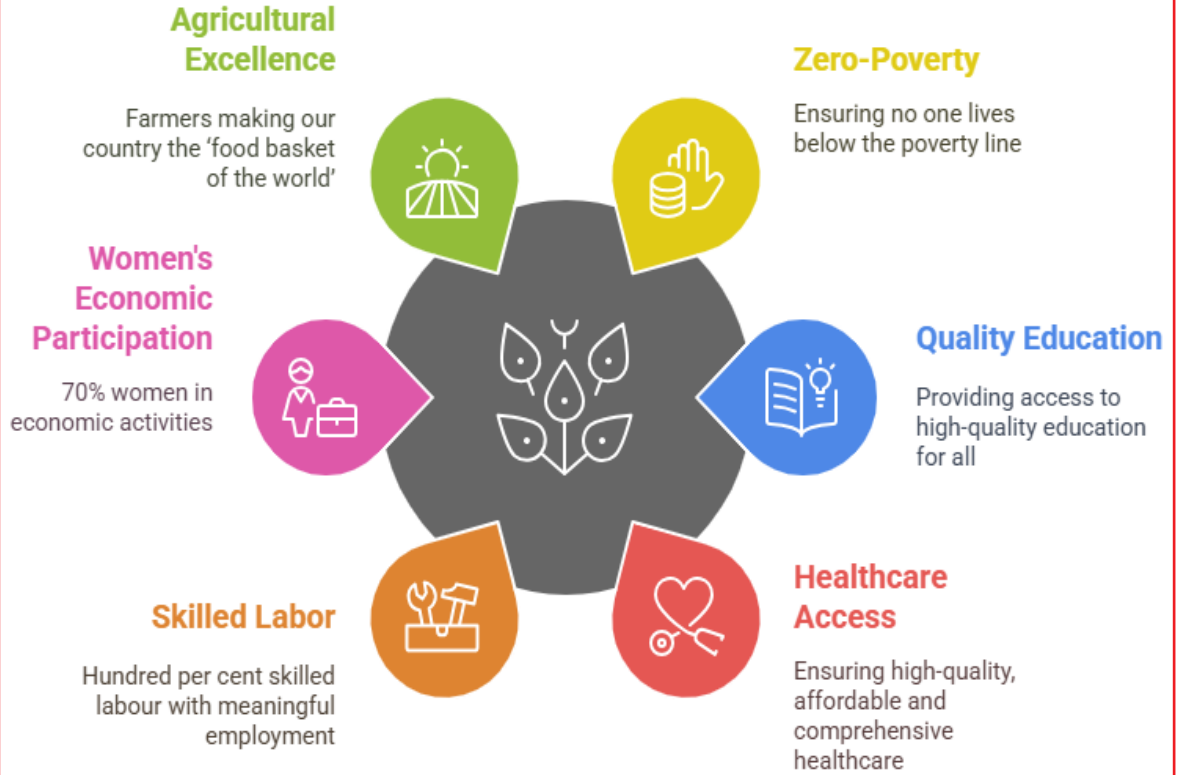 Agricultural
Excellence
Farmers making our
country the ‘food basket
of the world’
Zero-Poverty
Ensuring no one lives
below the poverty line
Women's
Economic
Participation
70% women in
economic activities
Quality Education
Providing access to
high-quality education
for all
Skilled Labor
Hundred per cent skilled
labour with meaningful
employment
Healthcare
Access
Ensuring high-quality,
affordable and
comprehensive
healthcare